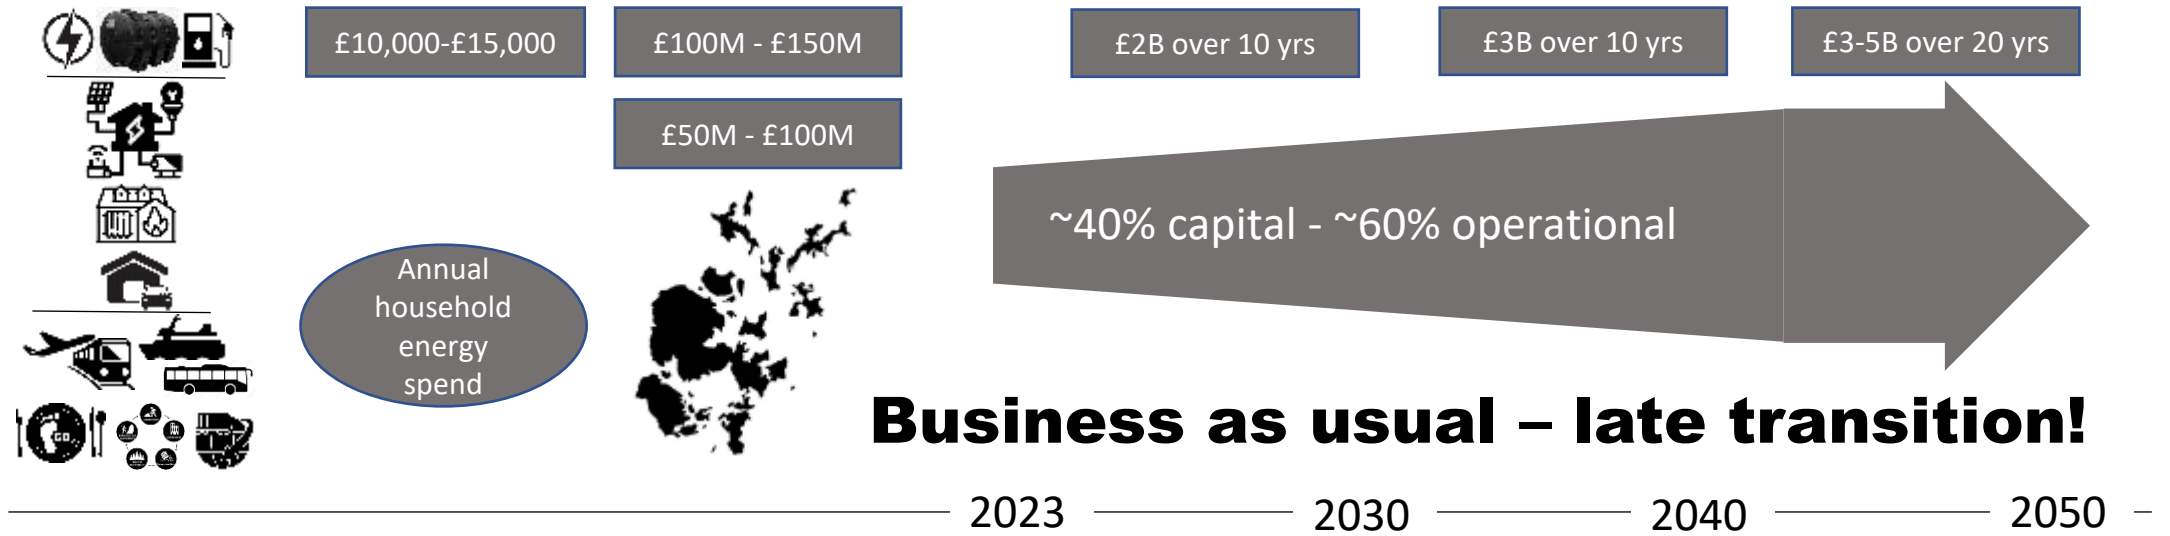 £10,000-£15,000
£100M - £150M
£2B over 10 yrs
£3B over 10 yrs
£3-5B over 20 yrs
£50M - £100M
~40% capital - ~60% operational
Annual
household
energy
spend
GO
Business as usual – late transition!
2023
2030
2040
2050